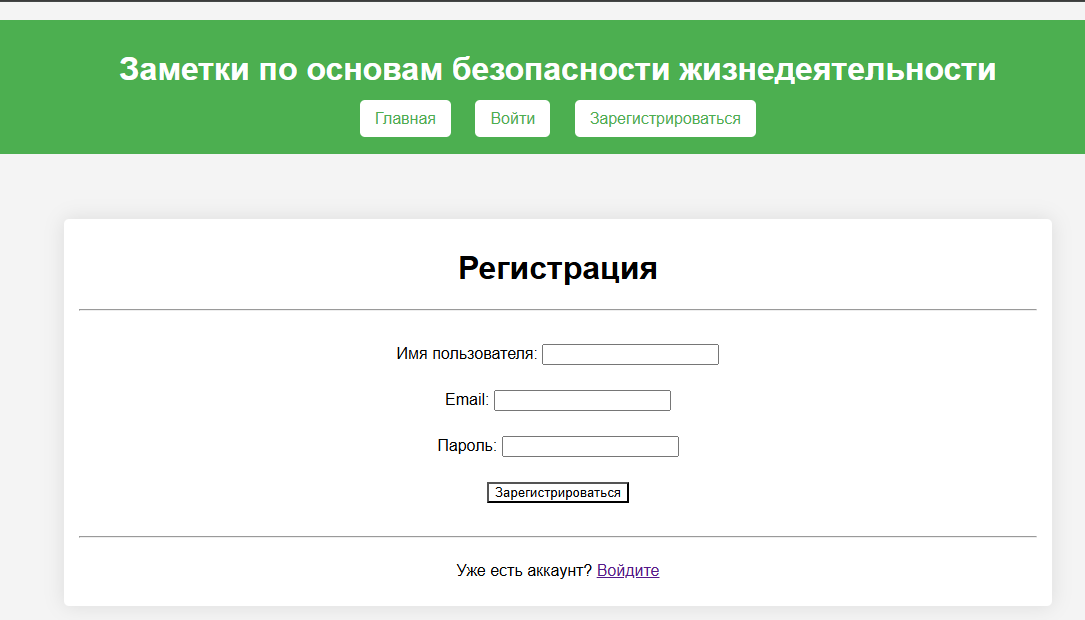 Заметки по основам безопасности жизнедеятельности
Главная Войти Зарегистрироваться
Регистрация
Имя пользователя:
Email:
Пароль:
Зарегистрироваться
Уже есть аккаунт? Войдите